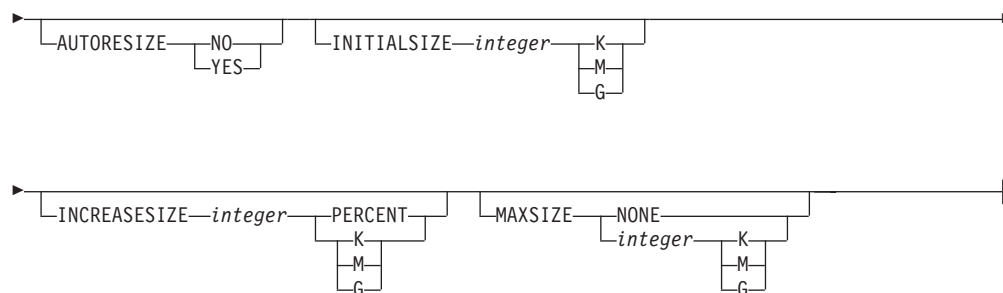 AUTORESIZE NO INITIALSIZE integer K
YES M
G
INCREASESIZE integer PERCENT MAXSIZE NONE
K integer K
M M
G G